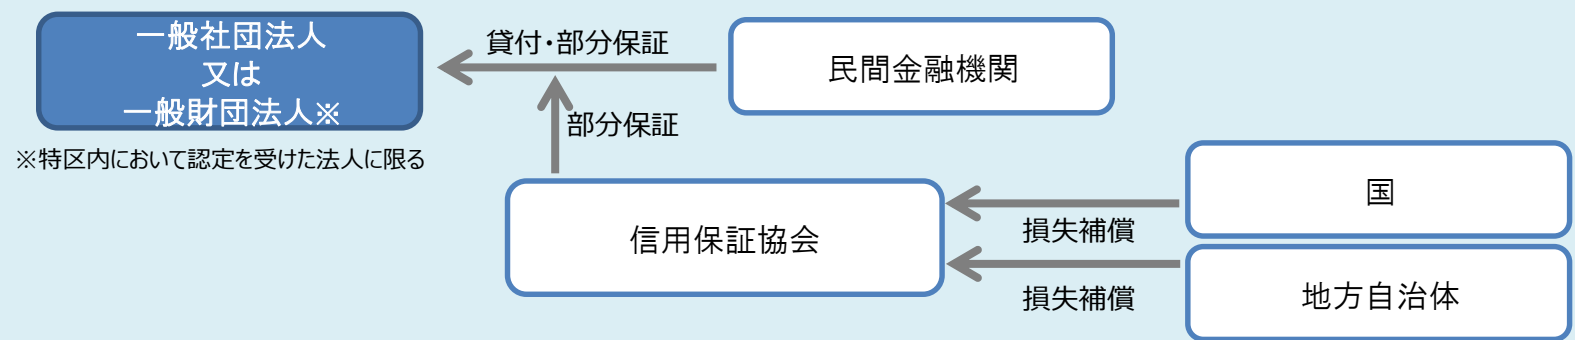 一般社団法人
又は
一般財団法人※
※特区内において認定を受けた法人に限る
貸付・部分保証
民間金融機関
部分保証
信用保証協会
損失補償
国
損失補償
地方自治体